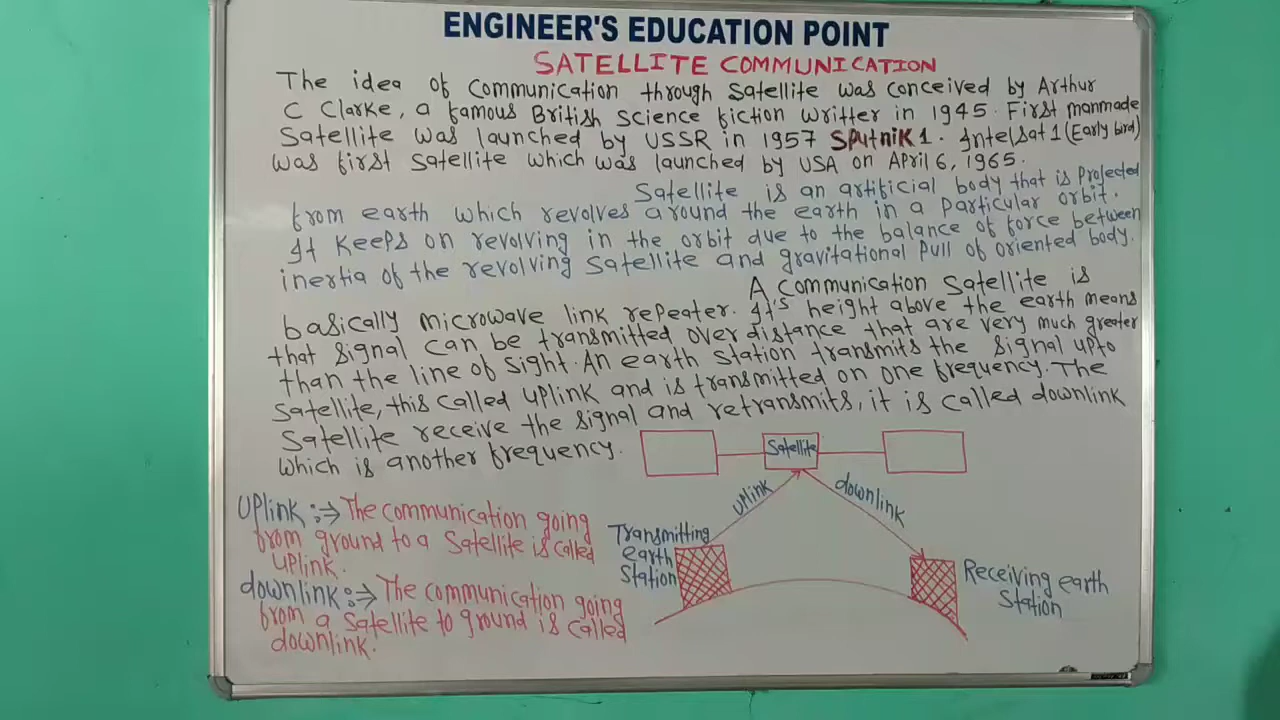 ENGINEER'S EDUCATION POINT
SATELLITE COMMUNICATION
The idea of communication through satellite was conceived by Arthur
C Clarke, a famous British science fiction writter in 1945. First manmade
Satellite was launched by USSR in 1957 SPutniK 1. Intelsat 1 (Early bird)
was first satellite which was launched by USA on April 6, 1965.
Satellite is an artificial body that is Projected
from earth which revolves around the earth in a Particular orbit.
It keeps on revolving in the orbit due to the balance of force between
inertia of the revolving satellite and gravitational Pull of oriented body.
A communication Satellite is
basically microwave link repeater. It's height above the earth means
that signal can be transmitted over distance that are very much greater
than the line of sight. An earth station transmits the signal upto
Satellite, this called uplink and is transmitted on one frequency. The
Satellite receive the signal and retransmits, it is called downlink
which is another frequency.
Satellite
uplink
downlink
Uplink :→ The communication going
from ground to a Satellite is called
uplink.
downlink :→ The communication going
from a satellite to ground is called
downlink.
Transmitting
earth
Station
Receiving earth
Station